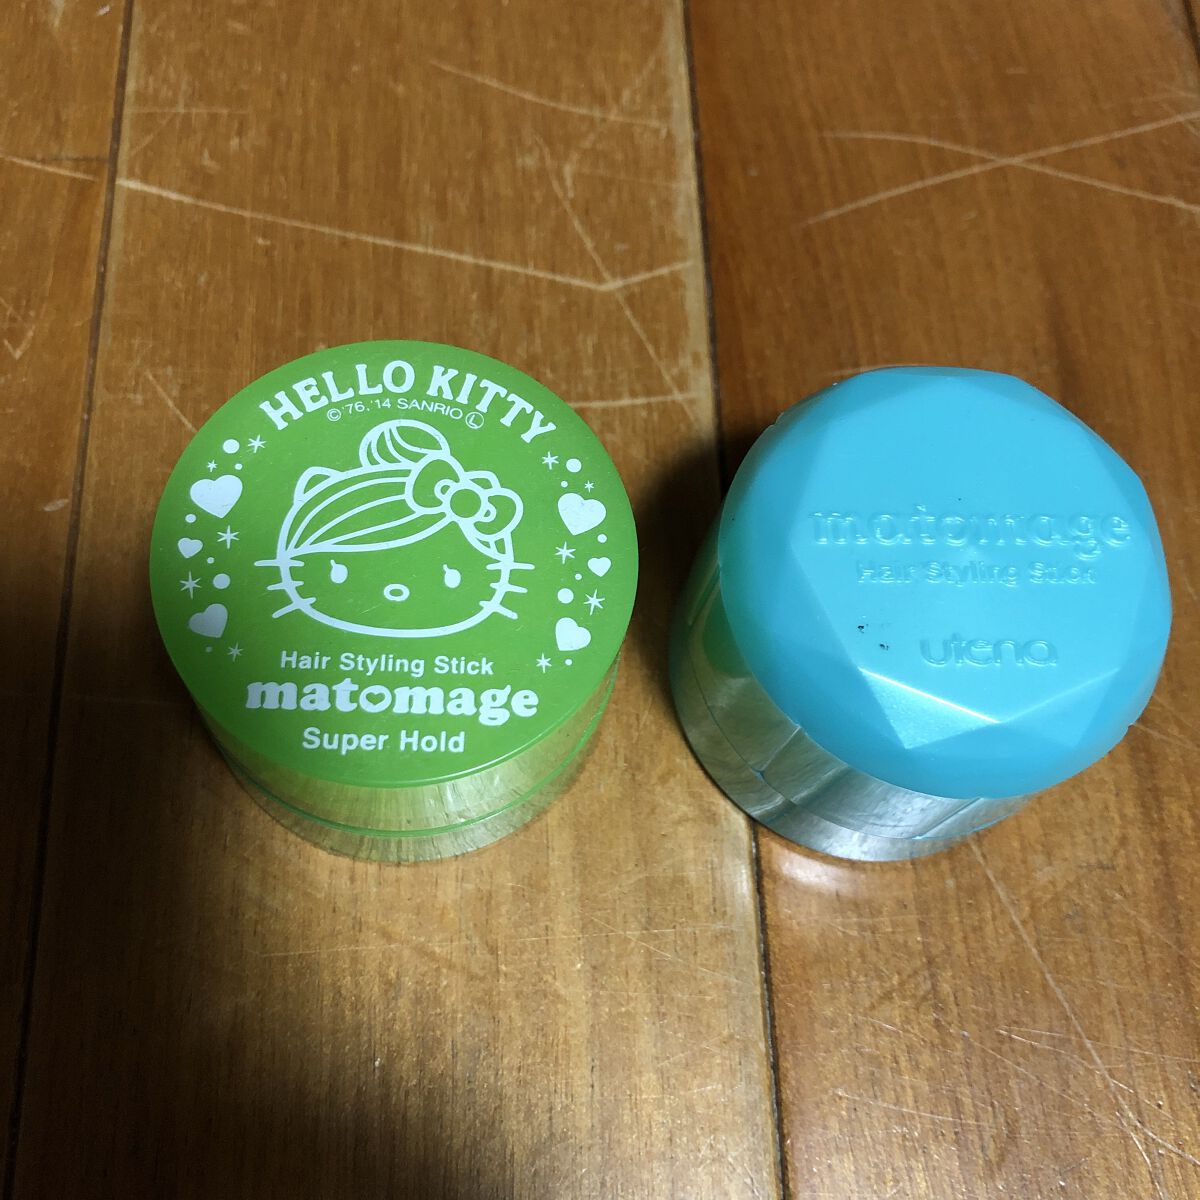 HELLO KITTY
© '76, '14 SANRIO Ⓛ
Hair Styling Stick
matomage
Super Hold
matomage
Hair Styling Stick
utena